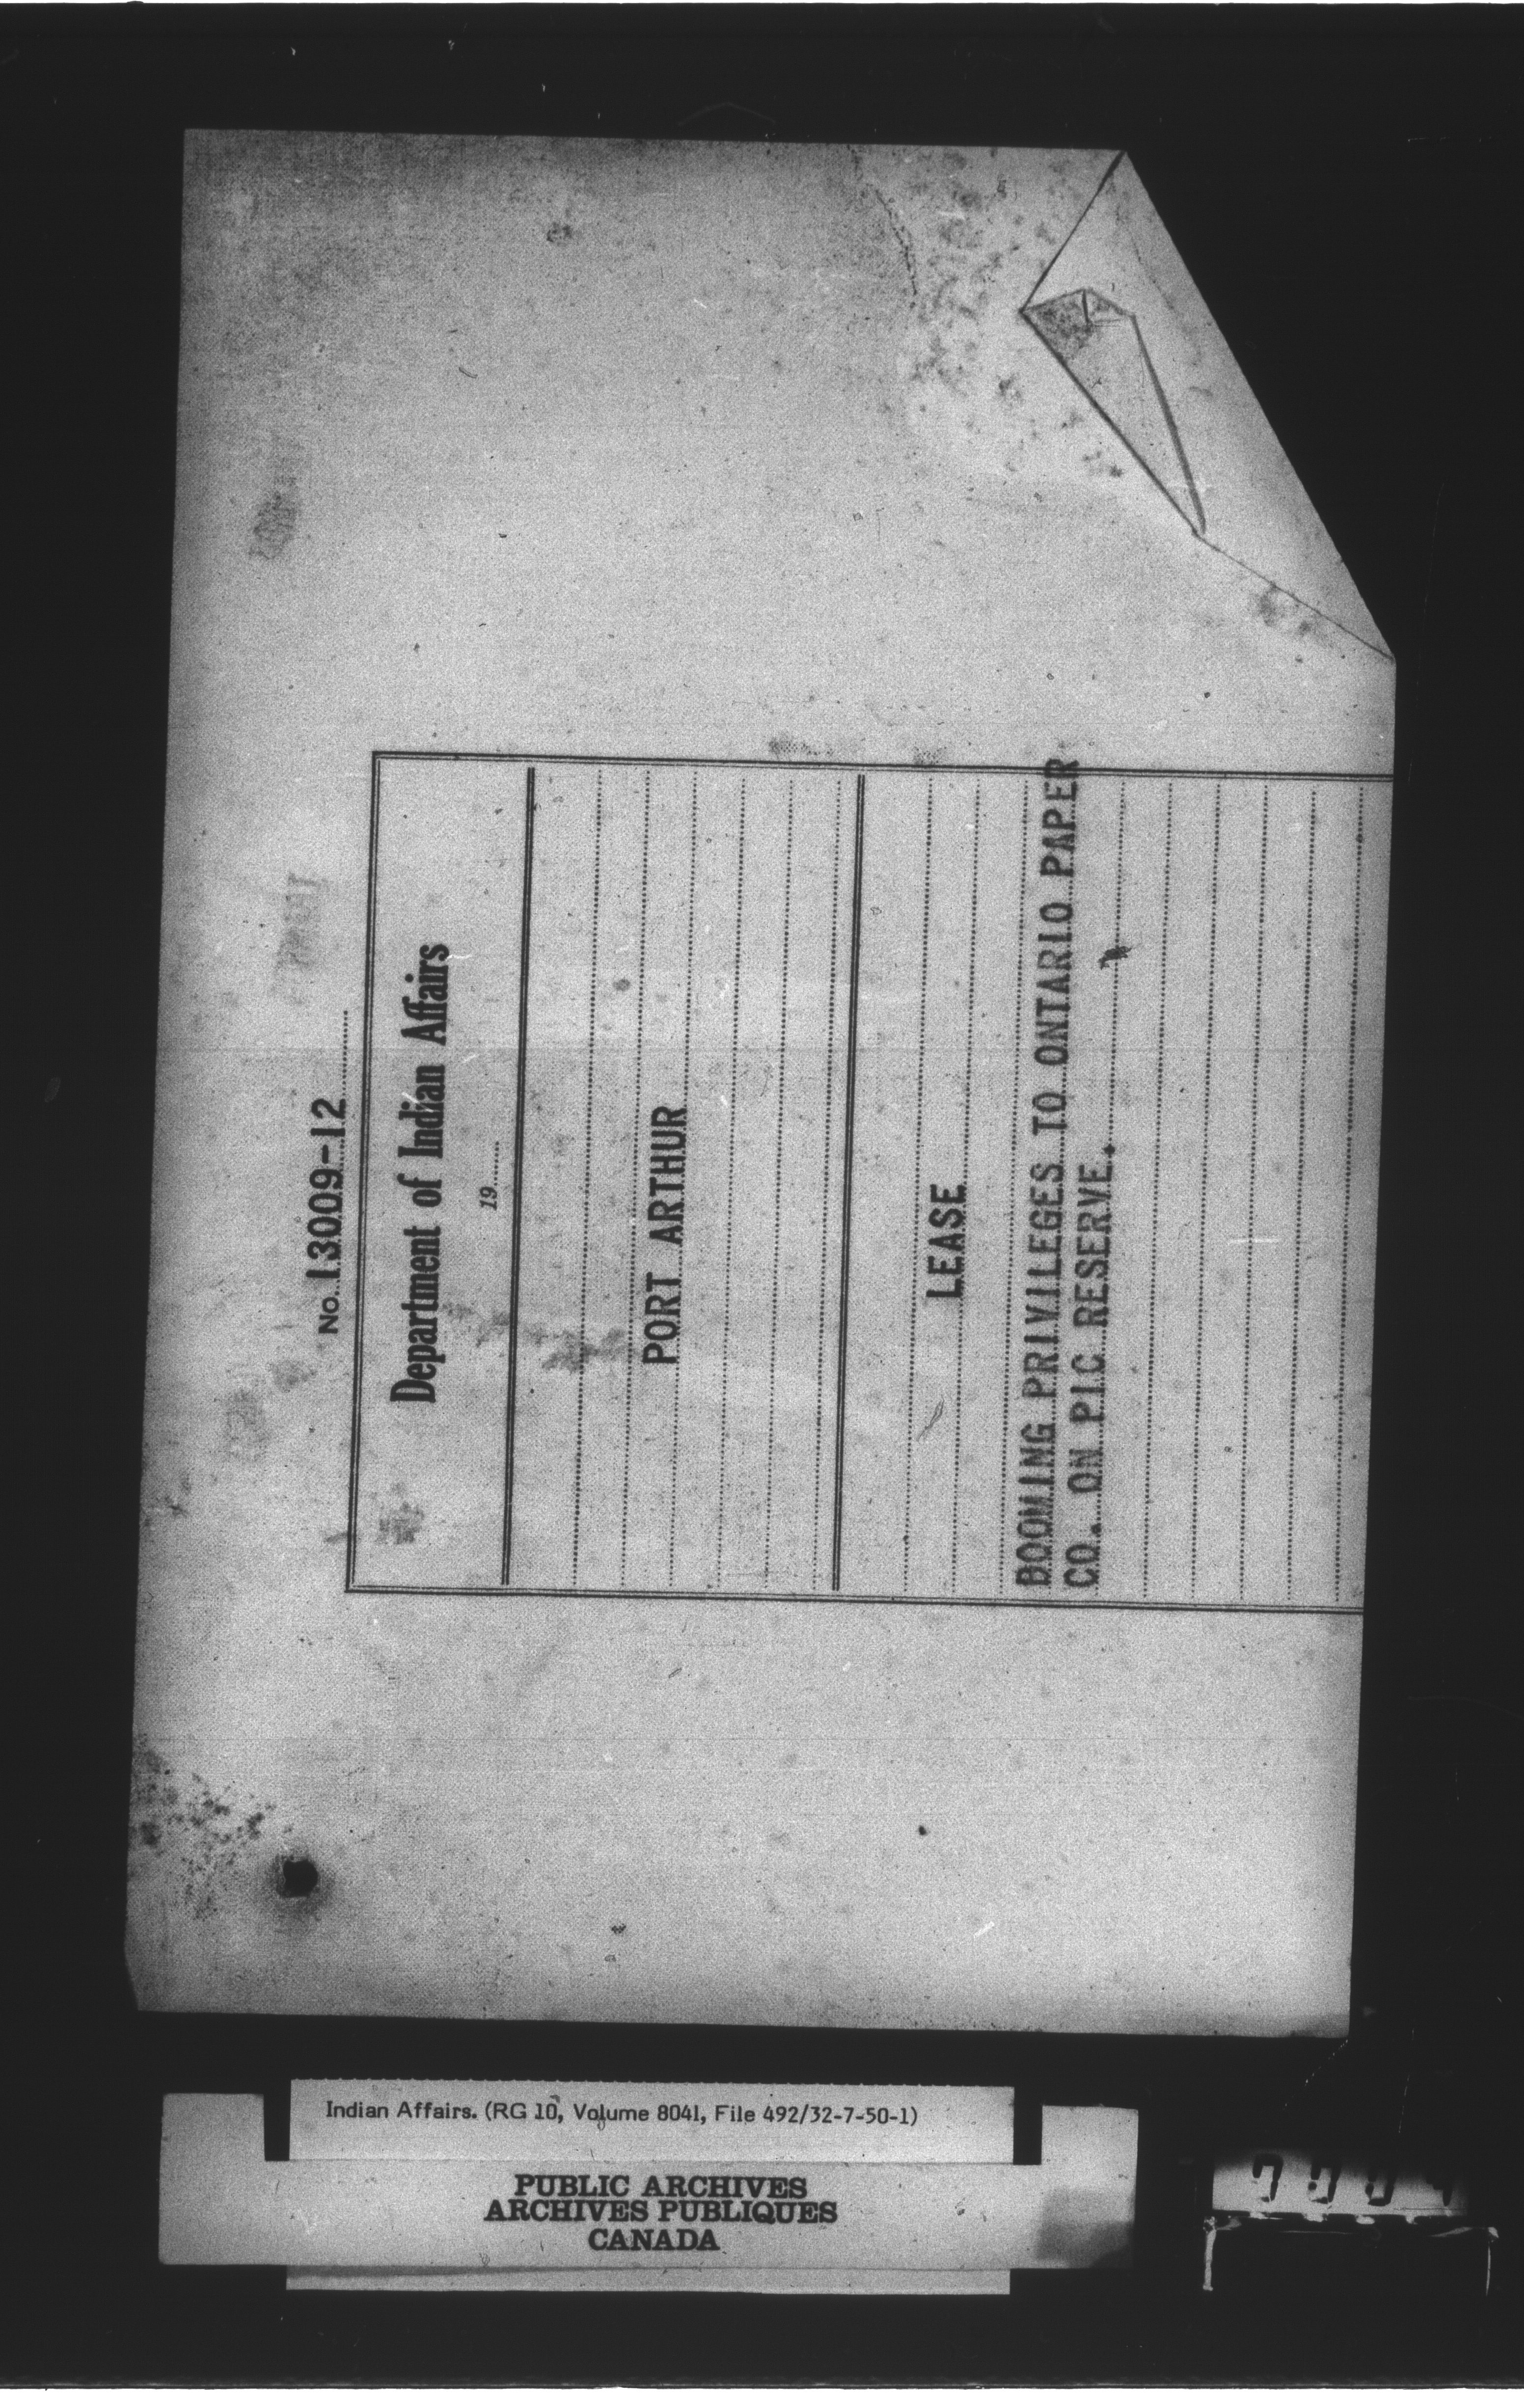 No. 13009-12
Department of Indian Affairs
19
PORT ARTHUR
LEASE
BOOMING PRIVILEGES TO ONTARIO PAPER
CO. ON PIC RESERVE.
Indian Affairs. (RG 10, Volume 8041, File 492/32-7-50-1)
PUBLIC ARCHIVES
ARCHIVES PUBLIQUES
CANADA